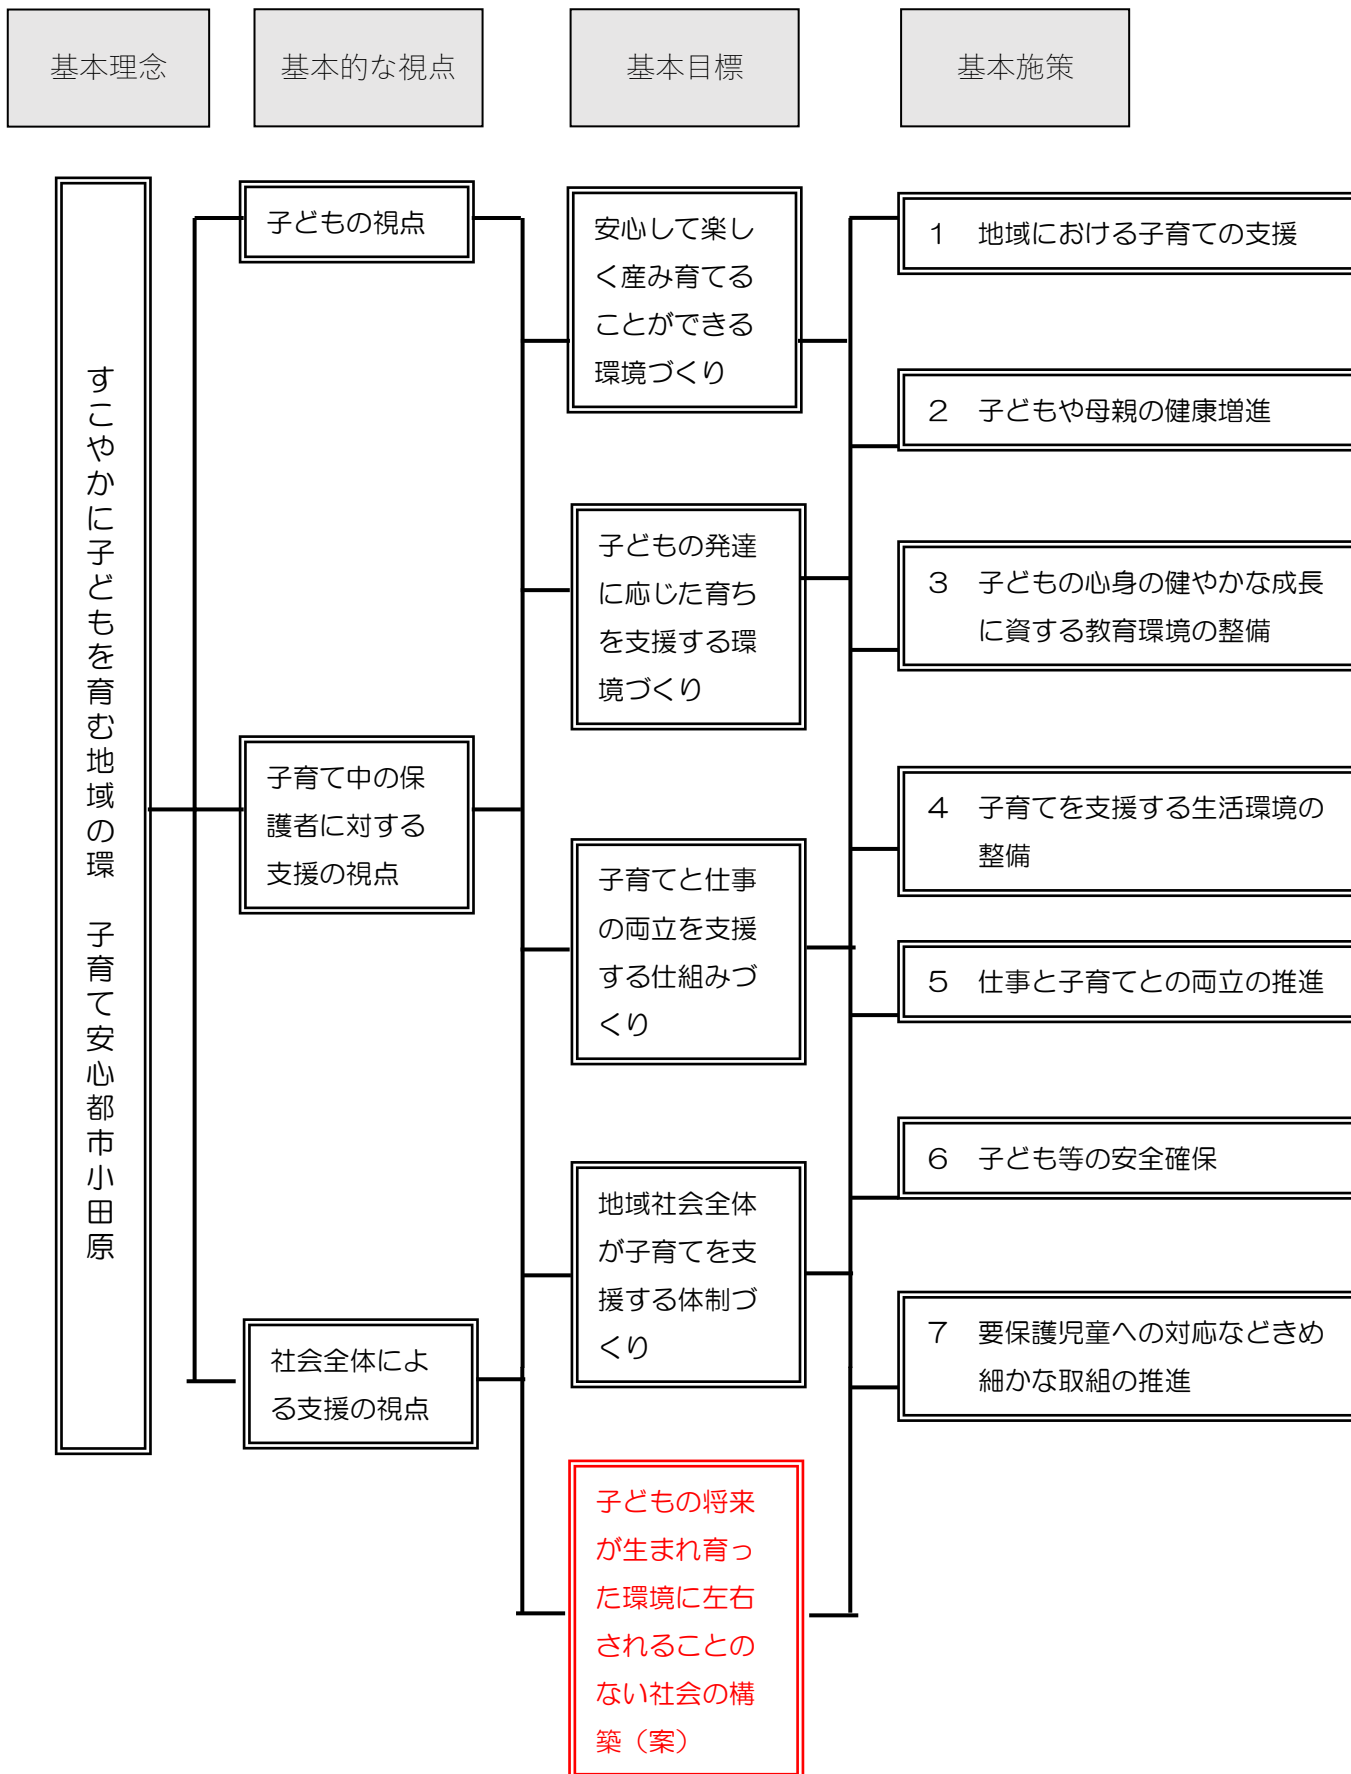 基本理念
基本的な視点
基本目標
基本施策
すこやかに子どもを育む地域の環　子育て安心都市小田原
子どもの視点
子育て中の保
護者に対する
支援の視点
社会全体によ
る支援の視点
安心して楽し
く産み育てる
ことができる
環境づくり
子どもの発達
に応じた育ち
を支援する環
境づくり
子育てと仕事
の両立を支援
する仕組みづ
くり
地域社会全体
が子育てを支
援する体制づ
くり
子どもの将来
が生まれ育っ
た環境に左右
されることの
ない社会の構
築（案）
１　地域における子育ての支援
２　子どもや母親の健康増進
３　子どもの心身の健やかな成長
に資する教育環境の整備
４　子育てを支援する生活環境の
整備
５　仕事と子育てとの両立の推進
６　子ども等の安全確保
７　要保護児童への対応などきめ
細かな取組の推進